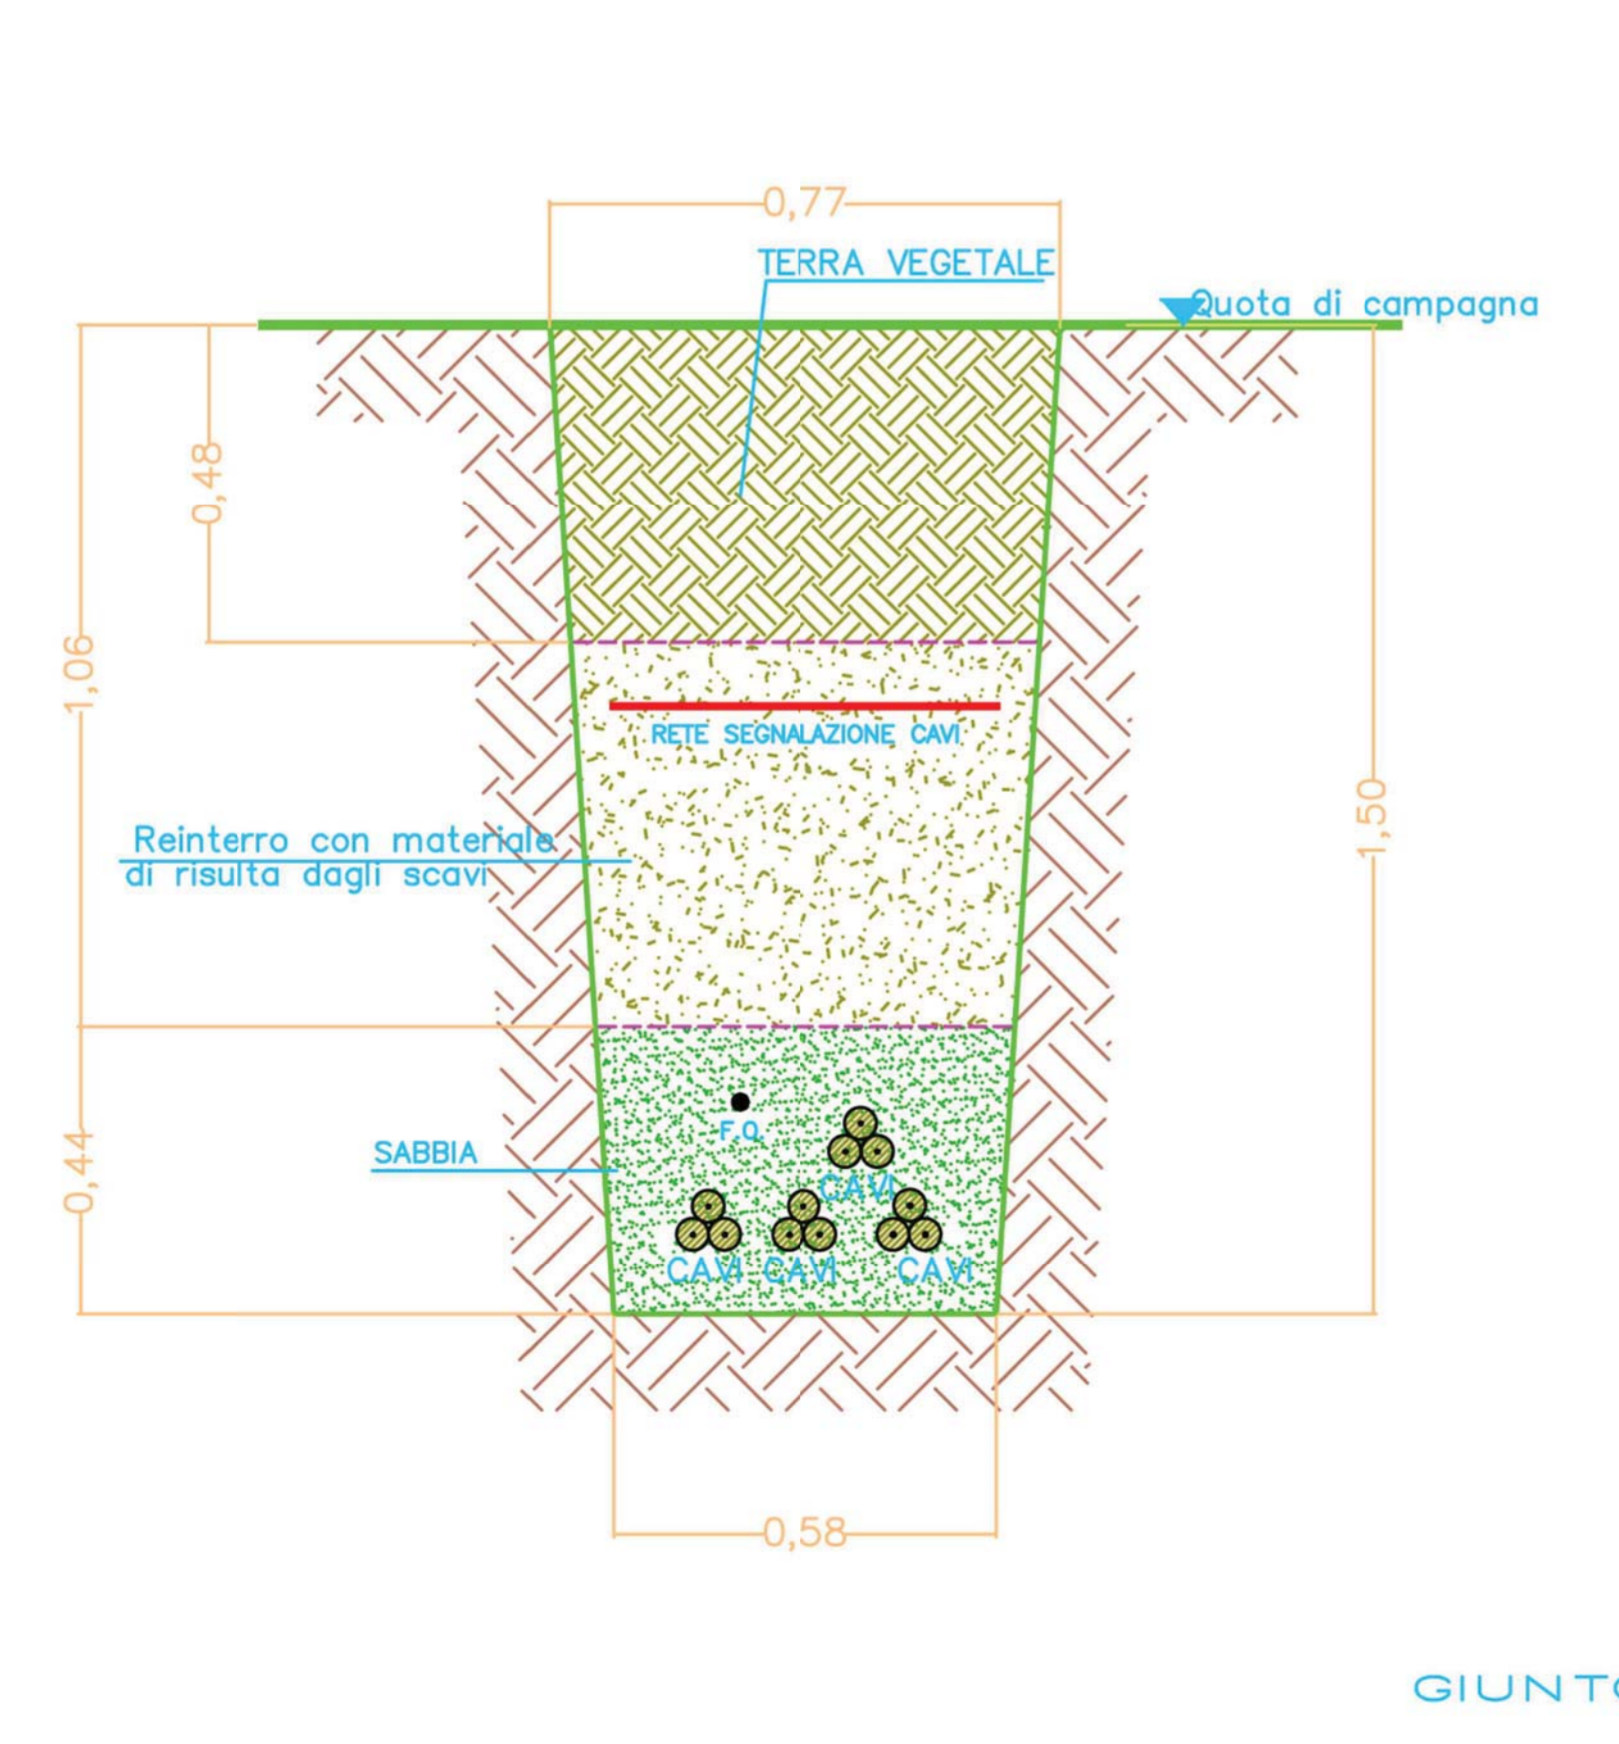 0,77
TERRA VEGETALE
Quota di campagna
0,48
1,06
RETE SEGNALAZIONE CAVI
1,50
Reinterro con materiale
di risulta dagli scavi
F.O.
SABBIA
0,44
CAVI
CAVI CAVI CAVI
0,58